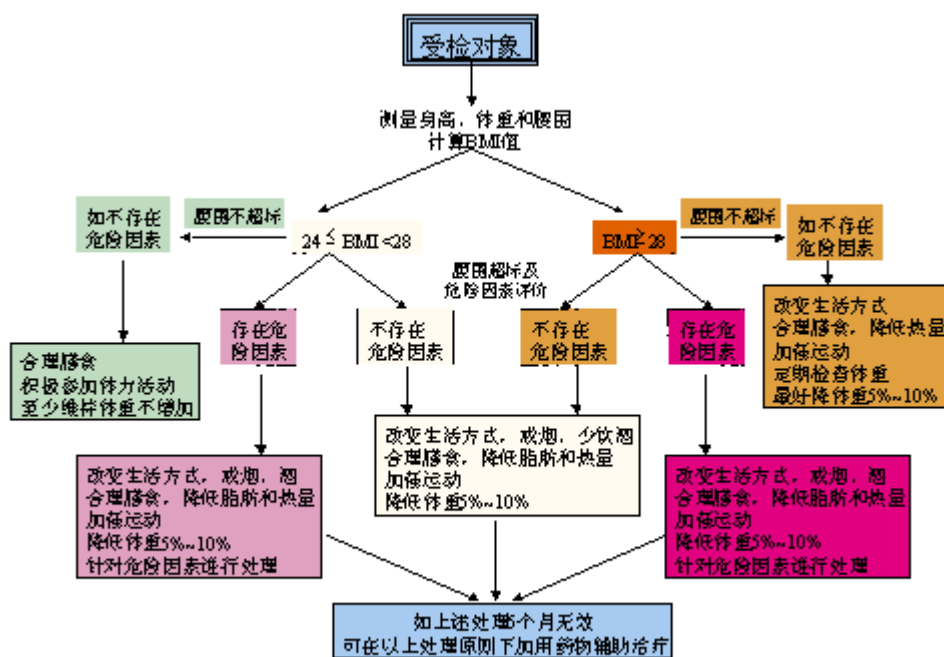 受检对象
测量身高、体重和腰围
计算BMI值
如不存在
危险因素
腰围不超标
24 ≤ BMI <28
BMI≥28
腰围不超标
如不存在
危险因素
腰围超标及
危险因素评价
存在危
险因素
不存在
危险因素
不存在
危险因素
存在危
险因素
改变生活方式
合理膳食，降低热量
加强运动
定期检查体重
最好降体重5%~10%
合理膳食
积极参加体力活动
至少维持体重不增加
改变生活方式，戒烟、少饮酒
合理膳食，降低脂肪和热量
加强运动
降低体重5%~10%
改变生活方式，戒烟、酒
合理膳食，降低脂肪和热量
加强运动
降低体重5%~10%
针对危险因素进行处理
改变生活方式，戒烟、酒
合理膳食，降低脂肪和热量
加强运动
降低体重5%~10%
针对危险因素进行处理
如上述处理 个月无效
可在以上处理原则下加用药物辅助治疗